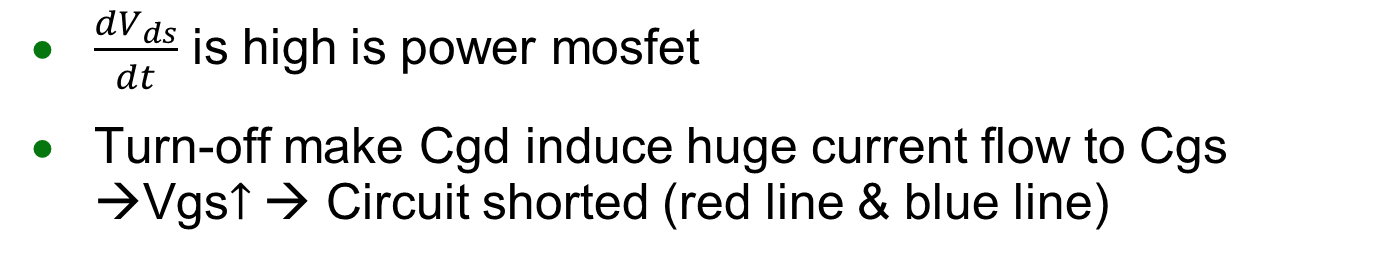 • dV_ds/dt is high is power mosfet
• Turn-off make Cgd induce huge current flow to Cgs
→Vgs↑ → Circuit shorted (red line & blue line)